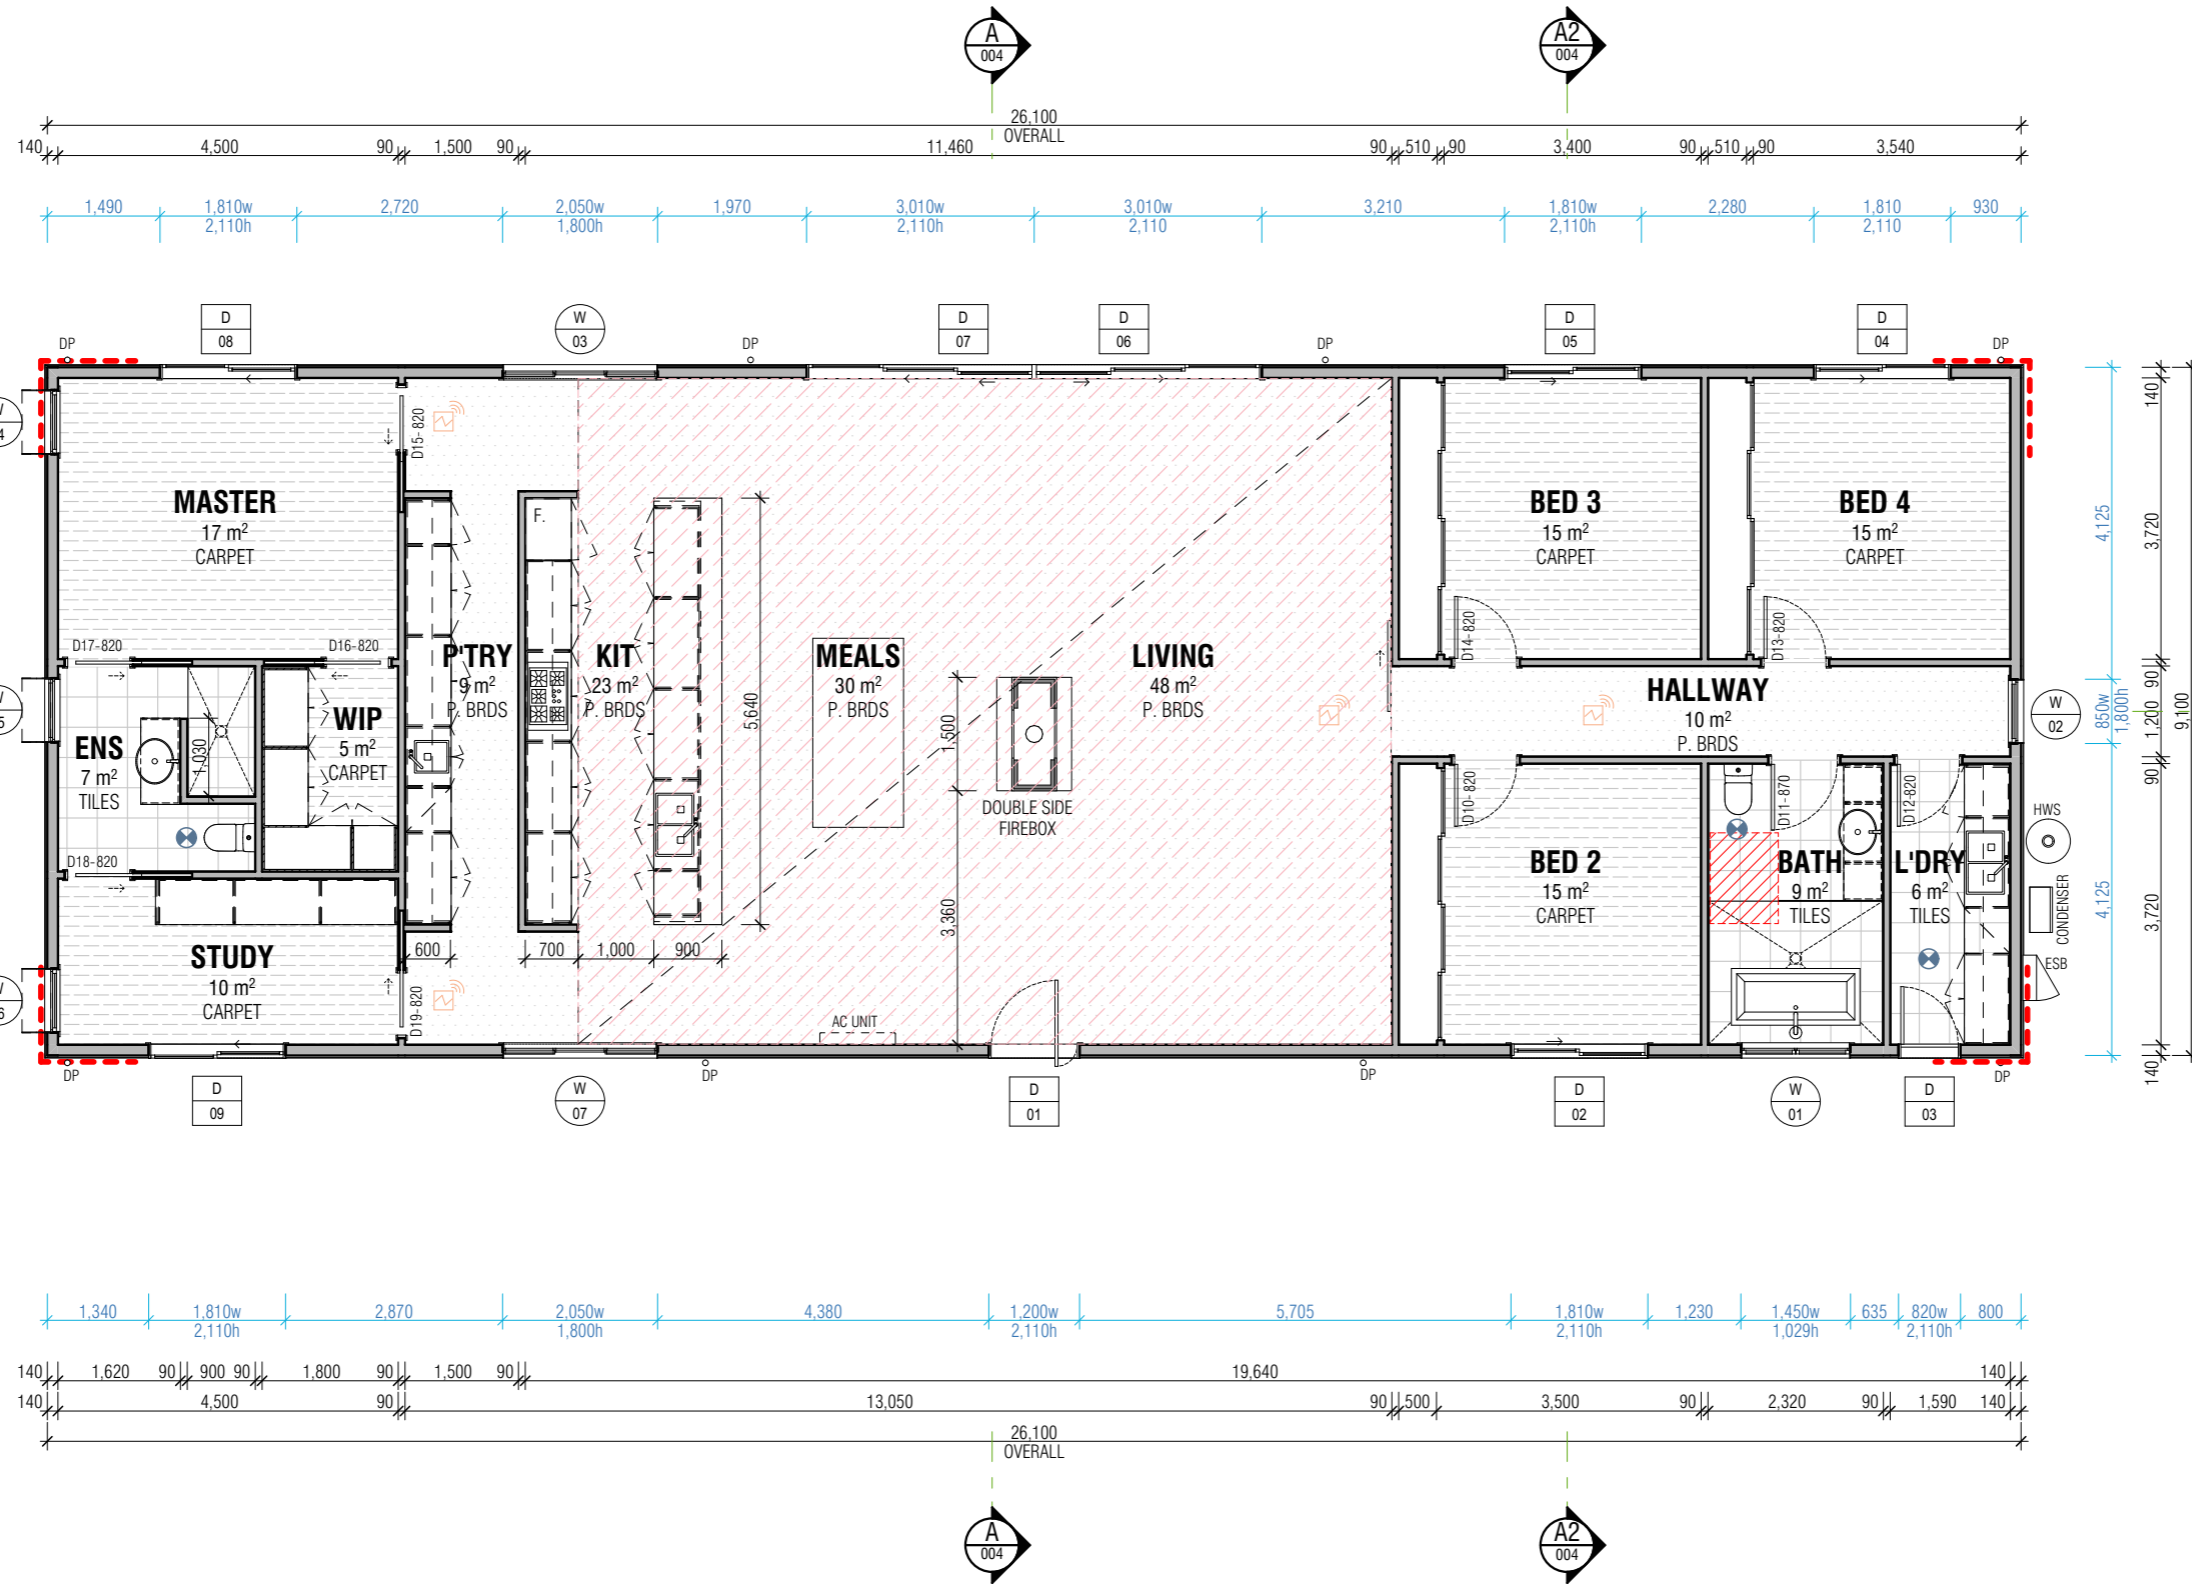 A
004
A2
004
26,100
OVERALL
140
4,500
90
1,500
90
11,460
90
510
90
3,400
90
510
90
3,540
1,490
1,810w
2,110h
2,720
2,050w
1,800h
1,970
3,010w
2,110h
3,010w
2,110
3,210
1,810w
2,110h
2,280
1,810
2,110
930
D
08
W
03
D
07
D
06
D
05
D
04
DP
DP
DP
DP
4
D15-820
F.
MASTER
17 m²
CARPET
BED 3
15 m²
CARPET
BED 4
15 m²
CARPET
D14-820
D13-820
D17-820
D16-820
P'TRY
9 m²
P. BRDS
KIT
23 m²
P. BRDS
MEALS
30 m²
P. BRDS
LIVING
48 m²
P. BRDS
HALLWAY
10 m²
P. BRDS
5
ENS
7 m²
TILES
1,030
WIP
5 m²
CARPET
5,640
1,500
3,360
DOUBLE SIDE
FIREBOX
W
02
D18-820
D10-820
D11-870
D12-820
HWS
CONDENSER
ESB
BED 2
15 m²
CARPET
BATH
9 m²
TILES
L'DRY
6 m²
TILES
STUDY
10 m²
CARPET
600
700
1,000
900
6
D19-820
AC UNIT
4,125
850w
1,800h
4,125
140
3,720
90
1,200
90
3,720
140
9,100
DP
DP
DP
DP
D
09
W
07
D
01
D
02
W
01
D
03
1,340
1,810w
2,110h
2,870
2,050w
1,800h
4,380
1,200w
2,110h
5,705
1,810w
2,110h
1,230
1,450w
1,029h
635
820w
2,110h
800
140
1,620
90
900
90
1,800
90
1,500
90
19,640
140
140
4,500
90
13,050
90
500
3,500
90
2,320
90
1,590
140
26,100
OVERALL
A
004
A2
004